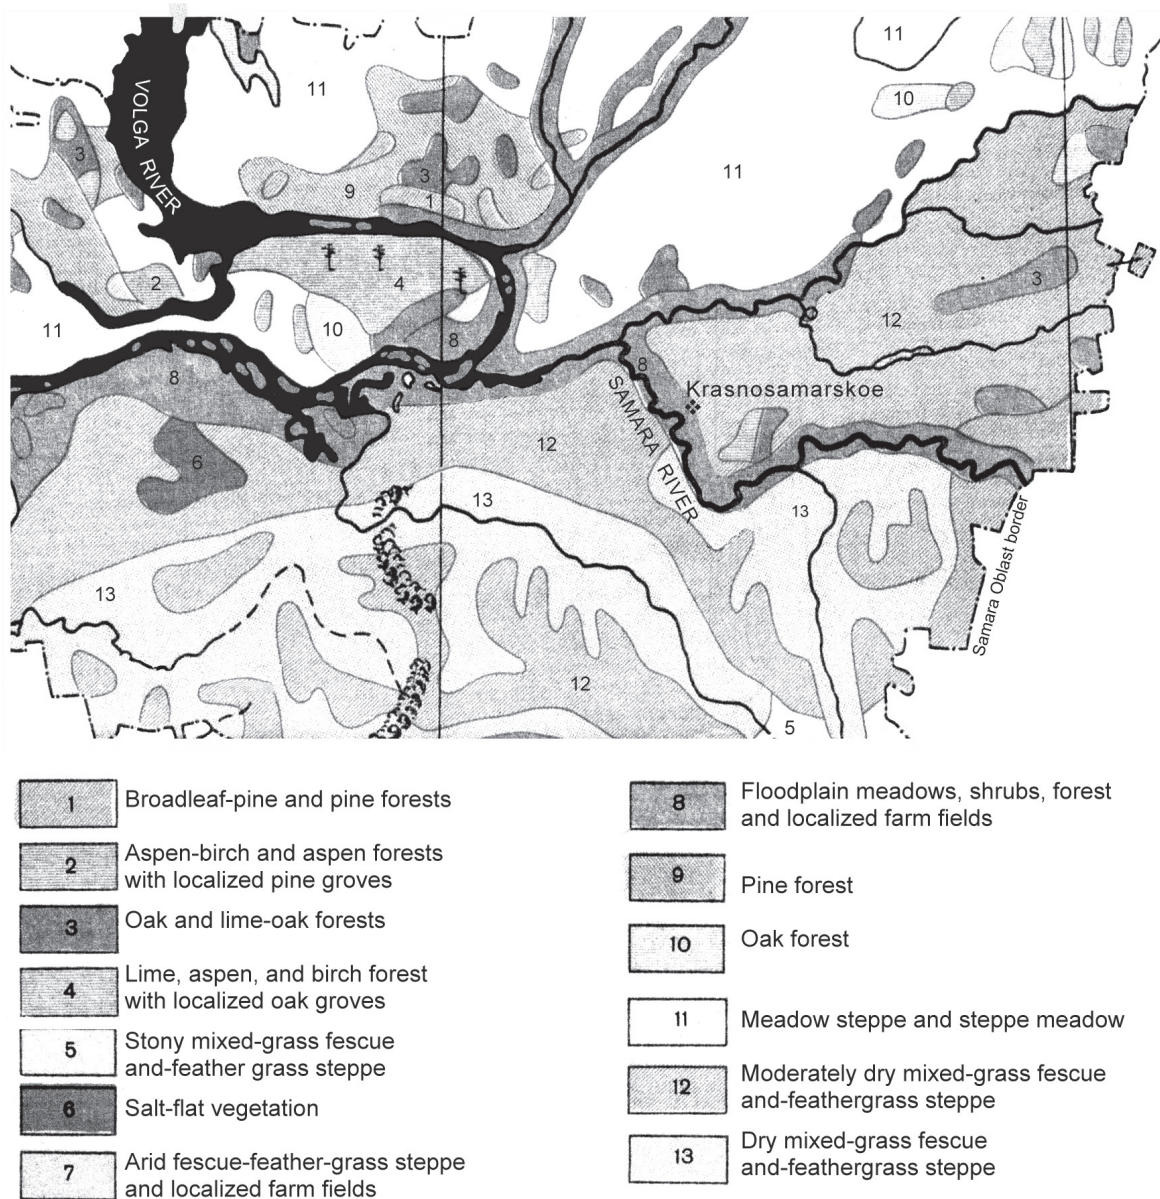 VOLGA RIVER
11
11
10
3
11
3
9
1
2
4
3
11
10
12
8
8
8
Krasnosamarskoe
SAMARA RIVER
12
6
13
13
13
12
5
Samara Oblast border
1 Broadleaf-pine and pine forests
2 Aspen-birch and aspen forests
with localized pine groves
3 Oak and lime-oak forests
4 Lime, aspen, and birch forest
with localized oak groves
5 Stony mixed-grass fescue
and-feather grass steppe
6 Salt-flat vegetation
7 Arid fescue-feather-grass steppe
and localized farm fields
8 Floodplain meadows, shrubs, forest
and localized farm fields
9 Pine forest
10 Oak forest
11 Meadow steppe and steppe meadow
12 Moderately dry mixed-grass fescue
and-feathergrass steppe
13 Dry mixed-grass fescue
and-feathergrass steppe